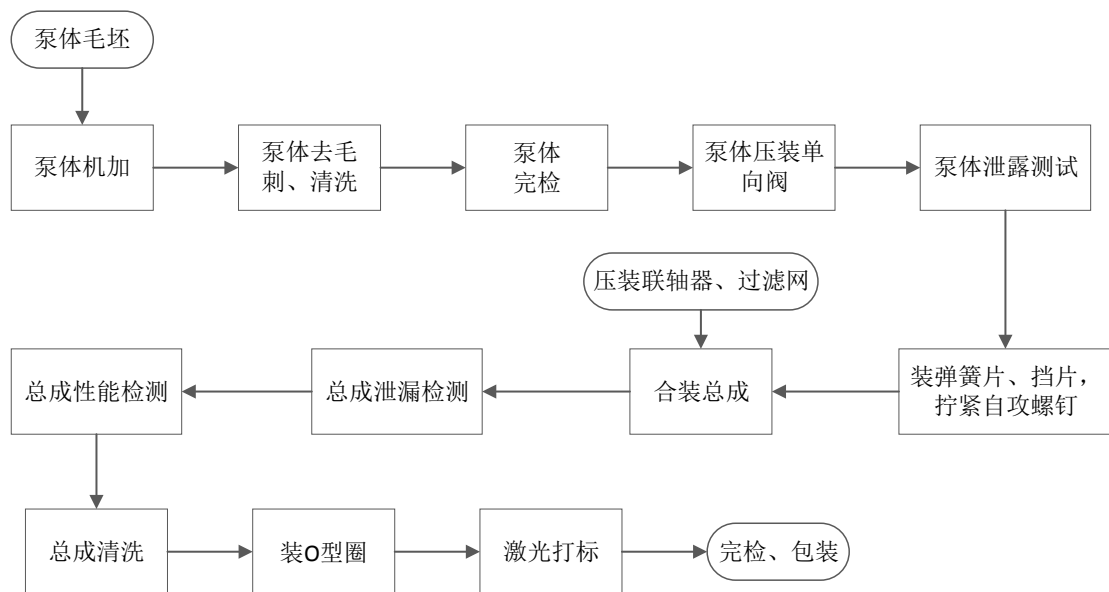 泵体毛坯
泵体机加
泵体去毛
刺、清洗
泵体
完检
泵体压装单
向阀
泵体泄露测试
压装联轴器、过滤网
总成性能检测
总成泄漏检测
合装总成
装弹簧片、挡片，
拧紧自攻螺钉
总成清洗
装O型圈
激光打标
完检、包装